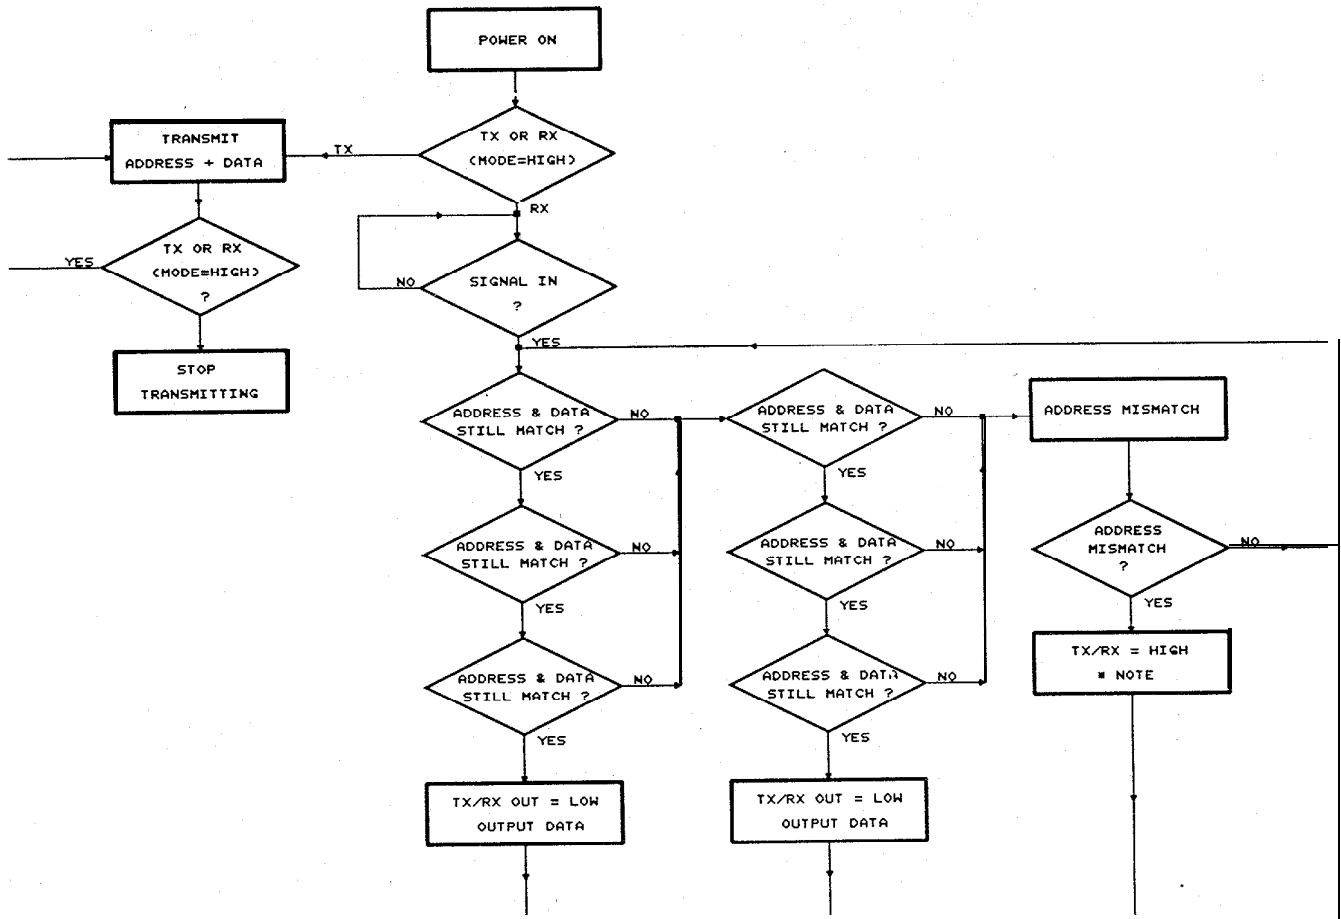 POWER ON
TX OR RX
(MODE=HIGH)
TX
RX
TRANSMIT
ADDRESS + DATA
TX OR RX
(MODE=HIGH)
?
YES
STOP
TRANSMITTING
SIGNAL IN
?
NO
YES
ADDRESS & DATA
STILL MATCH ?
NO
YES
ADDRESS & DATA
STILL MATCH ?
NO
YES
ADDRESS & DATA
STILL MATCH ?
NO
YES
TX/RX OUT = LOW
OUTPUT DATA
ADDRESS & DATA
STILL MATCH ?
NO
YES
ADDRESS & DATA
STILL MATCH ?
NO
YES
ADDRESS & DATA
STILL MATCH ?
NO
YES
TX/RX OUT = LOW
OUTPUT DATA
ADDRESS MISMATCH
ADDRESS
MISMATCH
?
NO
YES
TX/RX = HIGH
* NOTE